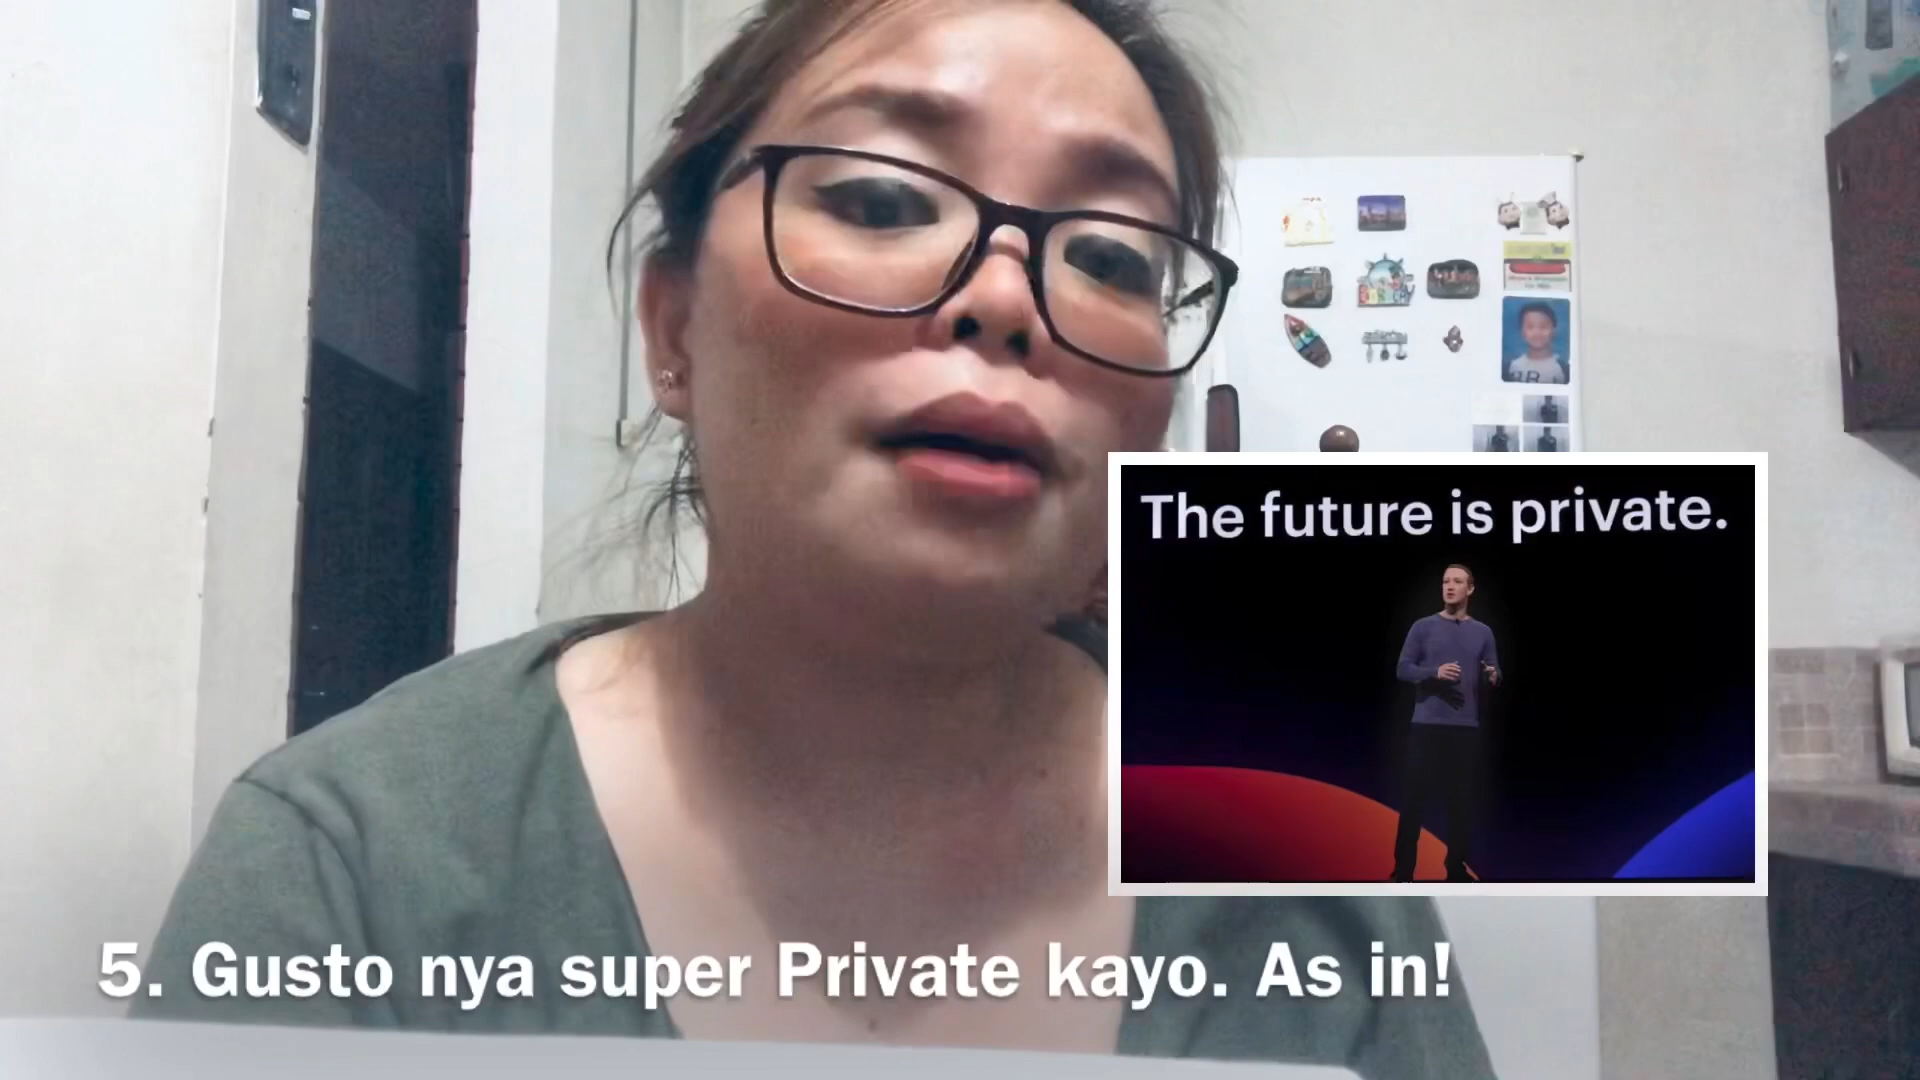 The future is private.
5. Gusto nya super Private kayo. As in!